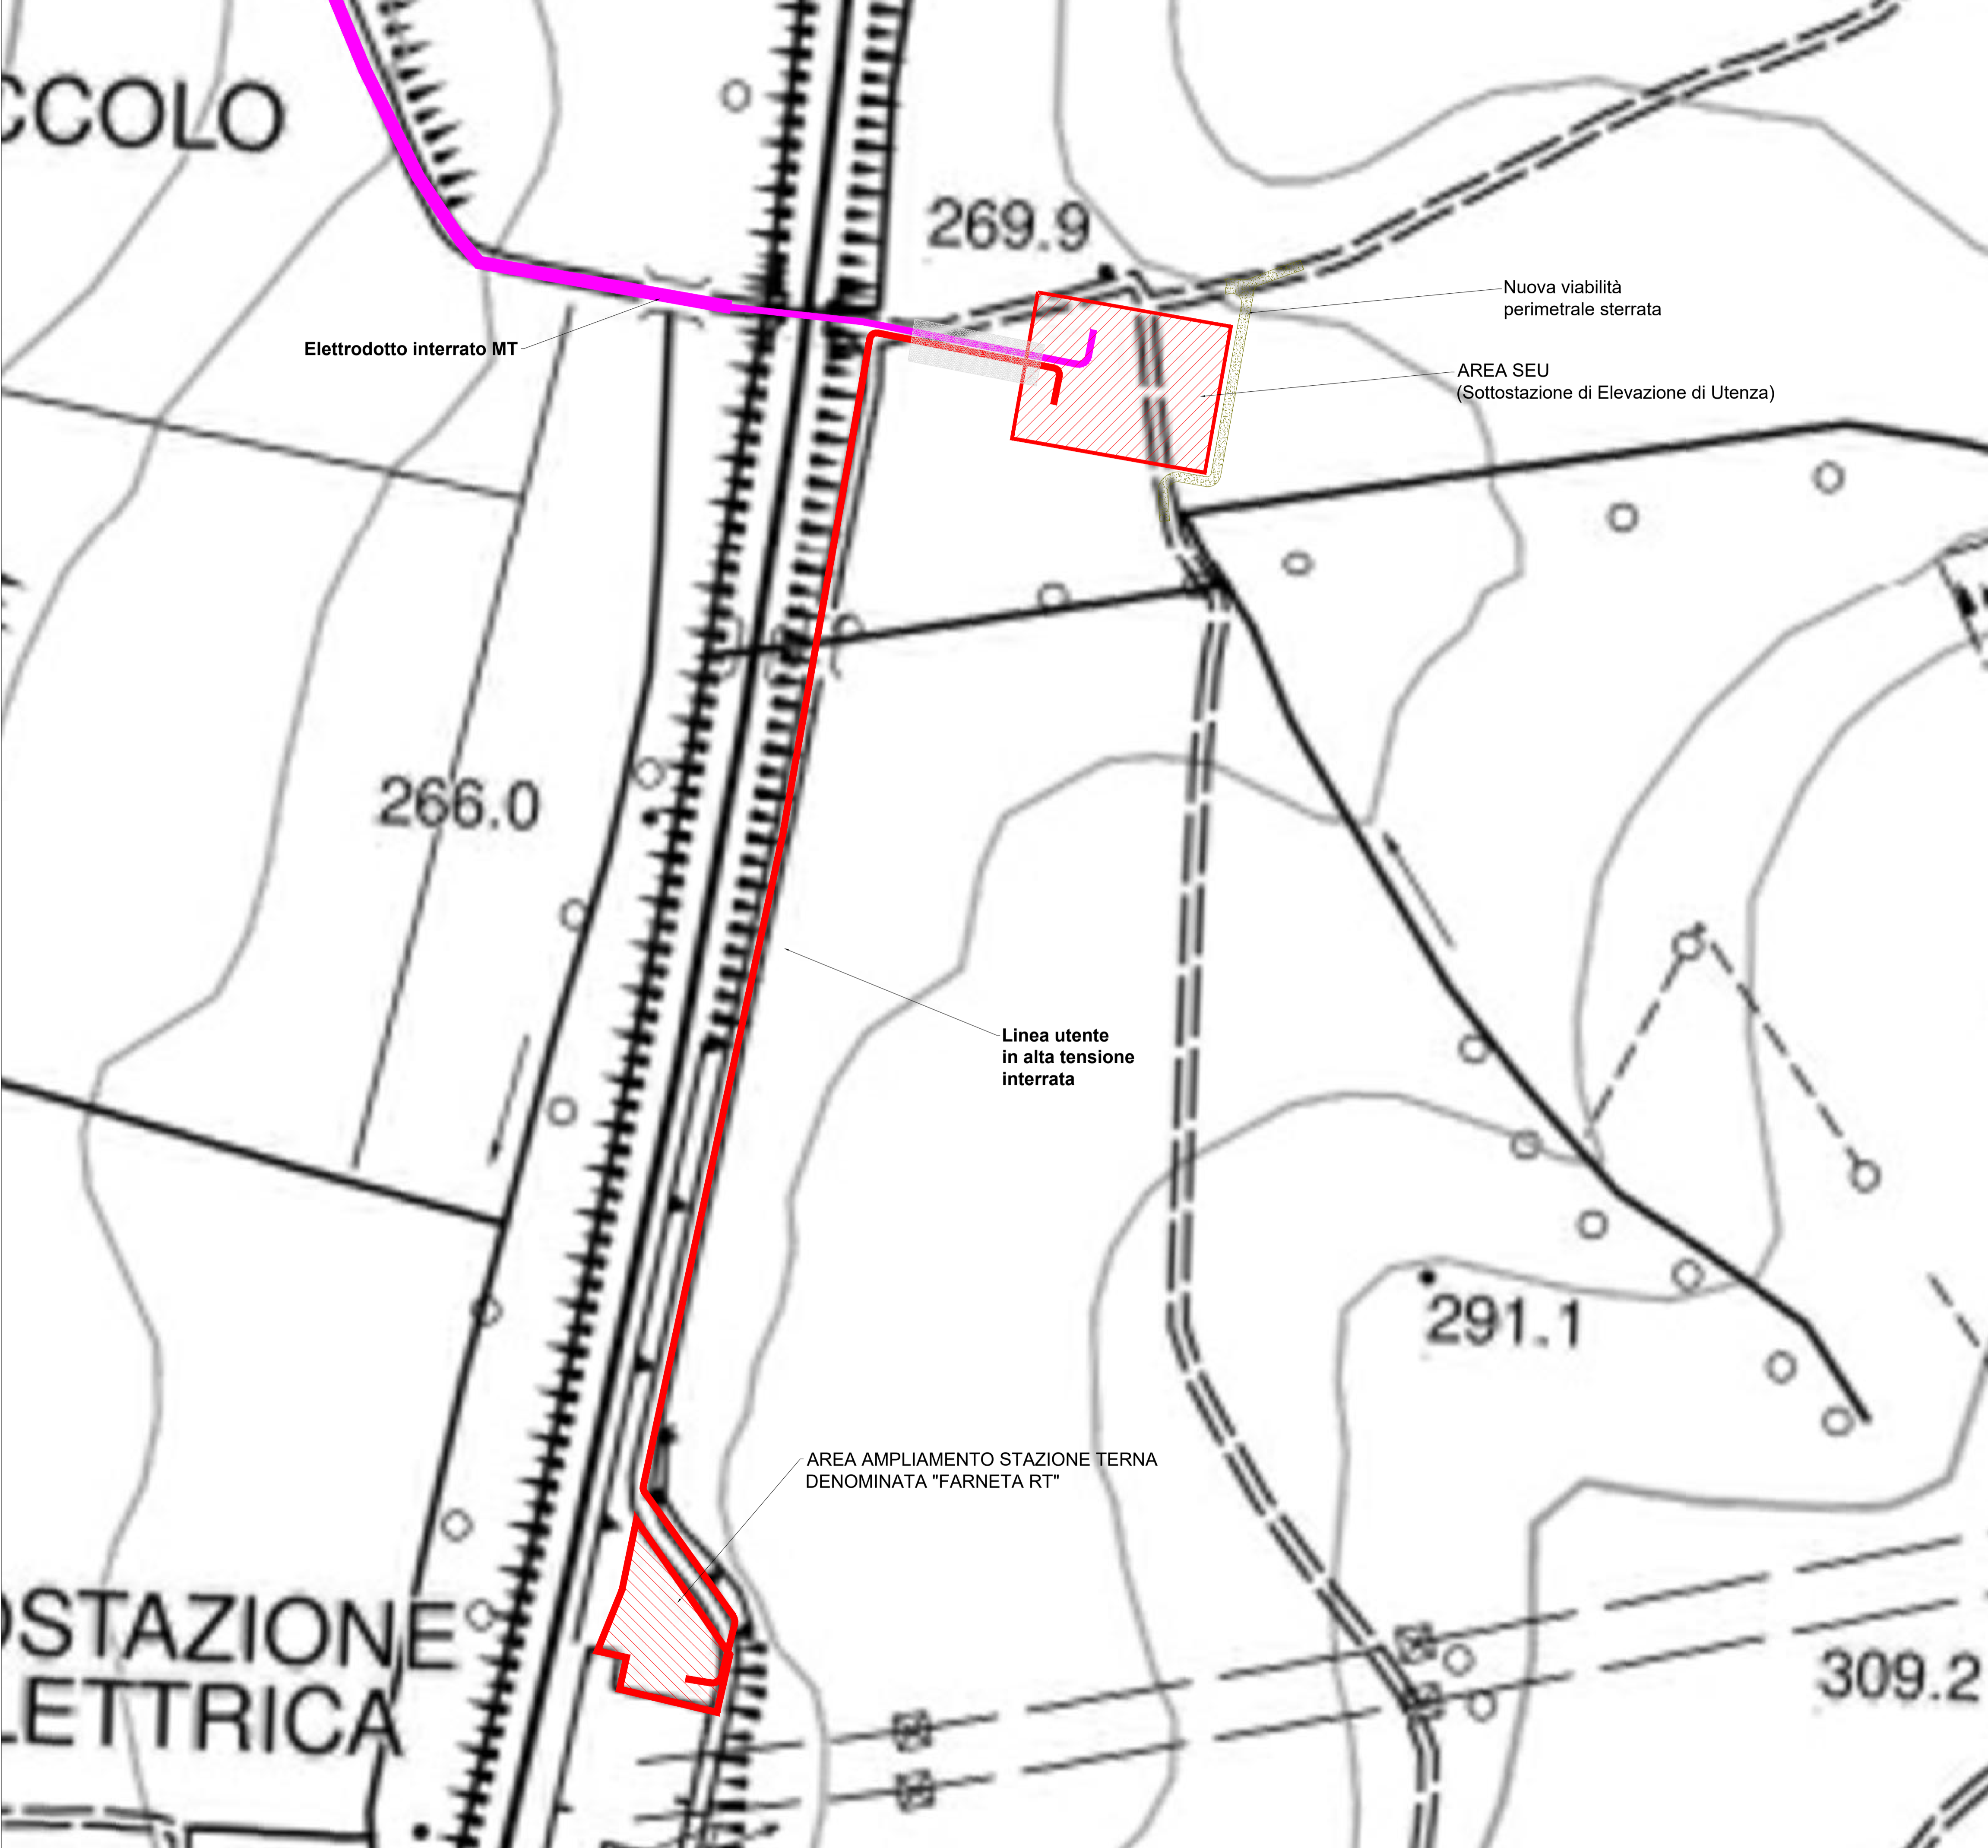 CCOLO
269.9
Nuova viabilità
perimetrale sterrata
Elettrodotto interrato MT
AREA SEU
(Sottostazione di Elevazione di Utenza)
266.0
Linea utente
in alta tensione
interrata
291.1
AREA AMPLIAMENTO STAZIONE TERNA
DENOMINATA "FARNETA RT"
OSTAZIONE
LETTRICA
309.2